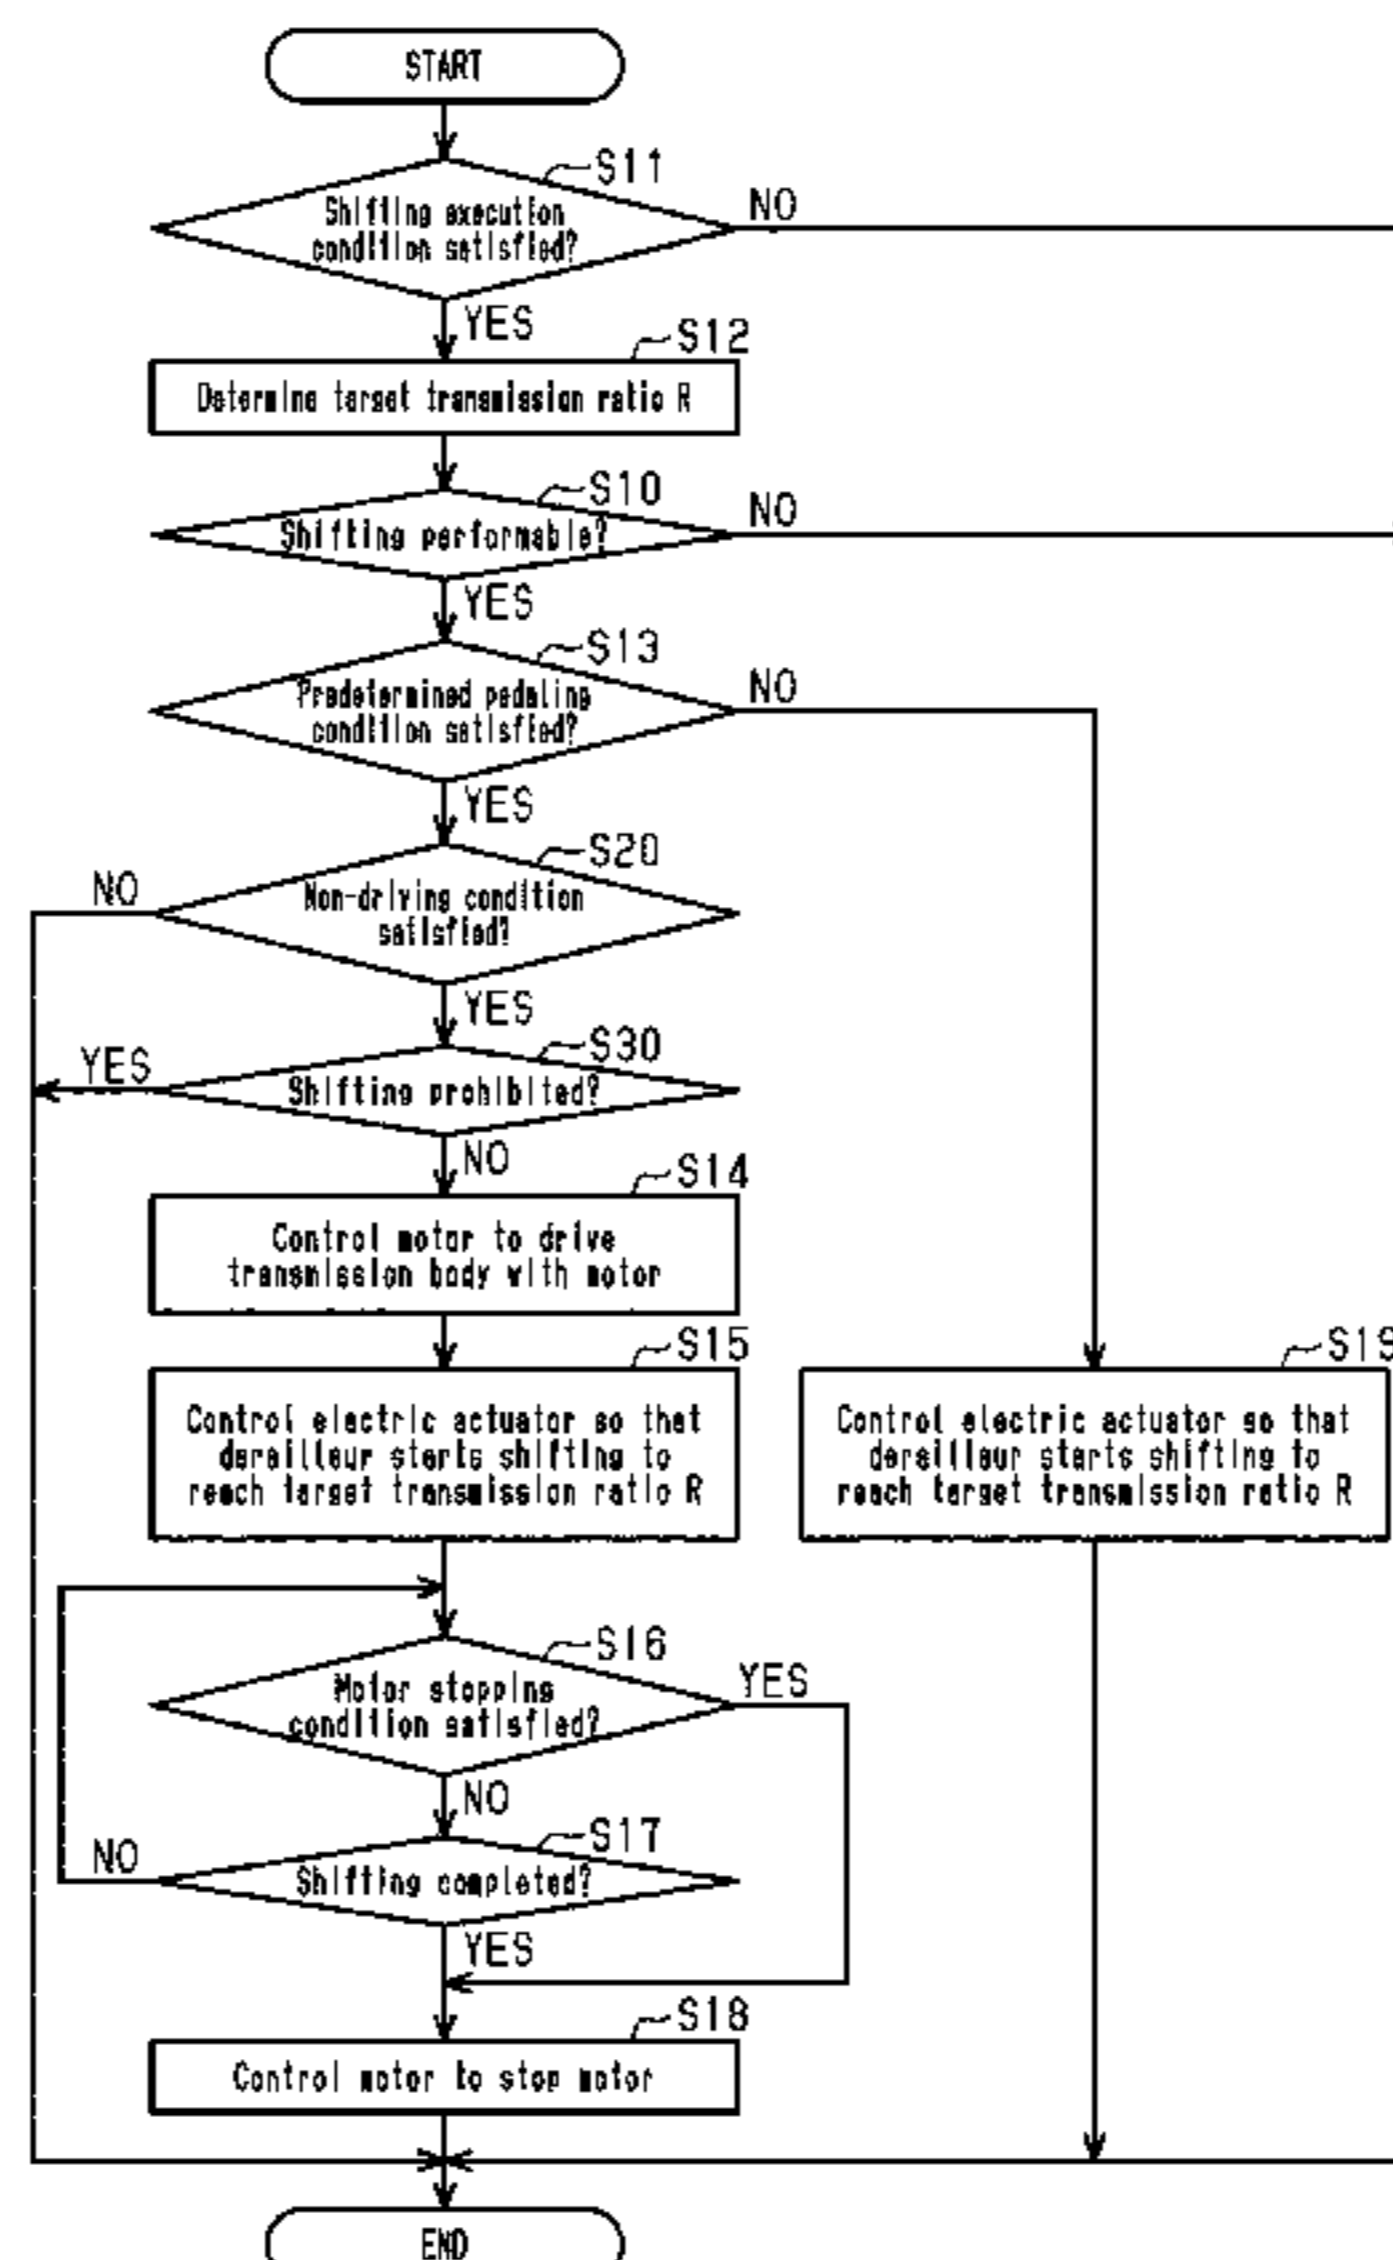 START
S11
Shifting execution
condition satisfied?
NO
YES
S12
Determine target transmission ratio R
S10
Shifting performable?
NO
YES
S13
Predetermined pedaling
condition satisfied?
NO
YES
S20
Non-driving condition
satisfied?
NO
YES
S30
Shifting prohibited?
YES
NO
S14
Control motor to drive
transmission body with motor
S15
Control electric actuator so that
derailleur starts shifting to
reach target transmission ratio R
S19
Control electric actuator so that
derailleur starts shifting to
reach target transmission ratio R
S16
Motor stopping
condition satisfied?
YES
NO
S17
Shifting completed?
NO
YES
S18
Control motor to stop motor
END